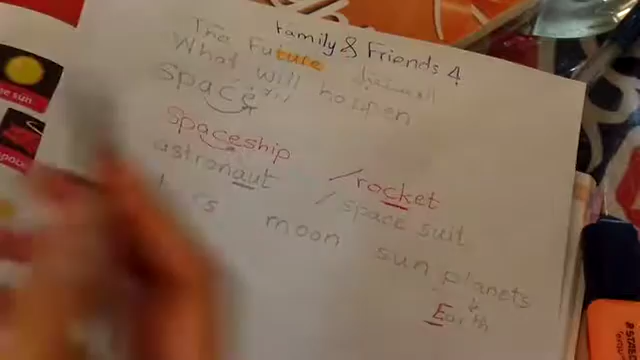 Family & Friends 4
The Future المستقبل
What will happen
space
spaceship
astronaut
rocket
space suit
moon sun planets
Earth
e sun